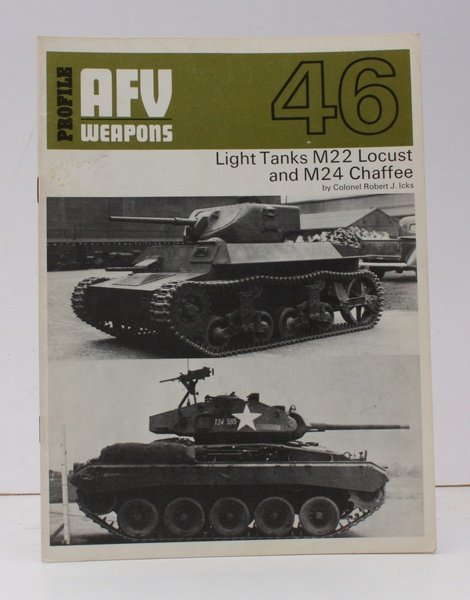 PROFILE
AFV
WEAPONS
46
Light Tanks M22 Locust
and M24 Chaffee
by Colonel Robert J. Icks
T24 595